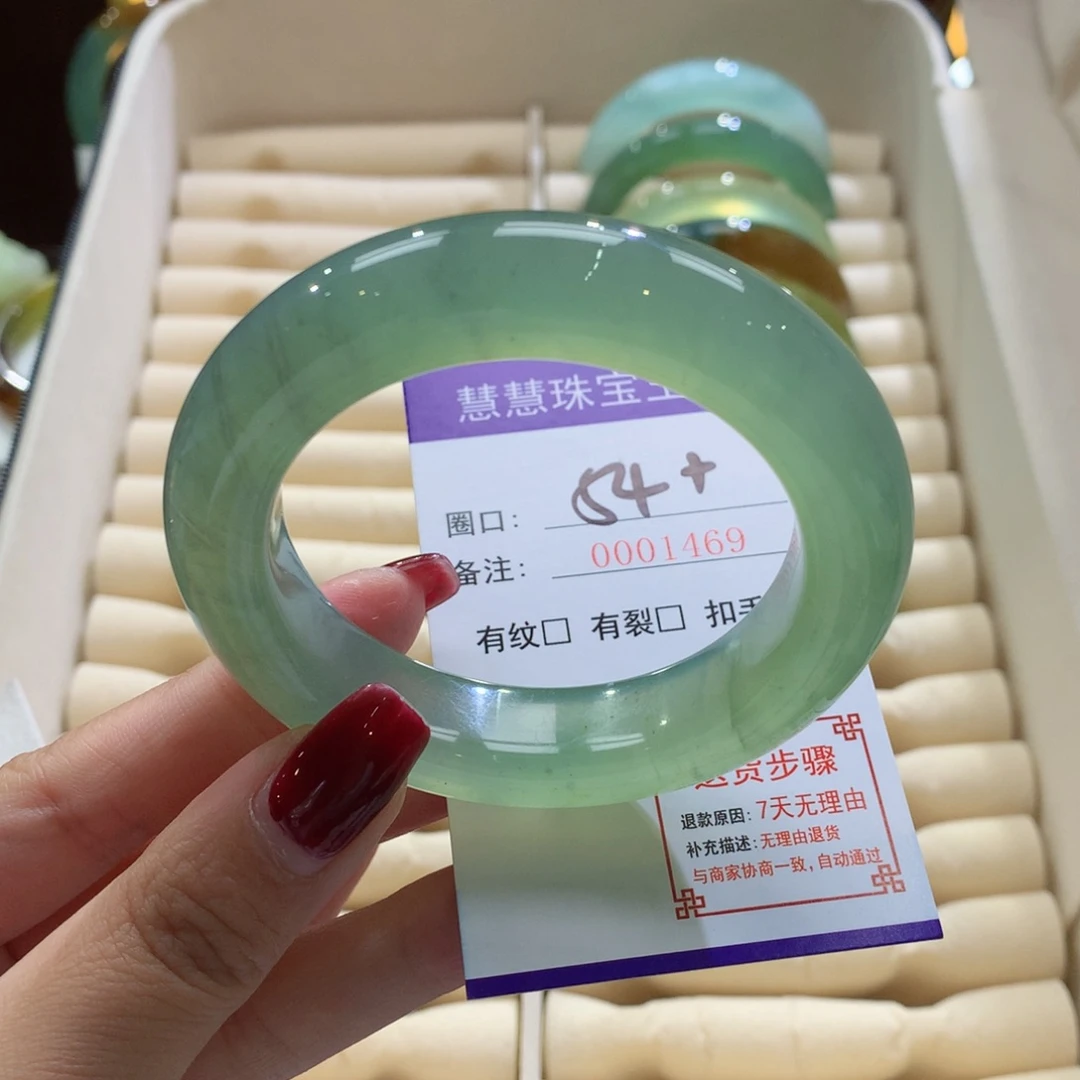 慧慧珠宝
圈口: 54+
备注: 0001469
有纹□ 有裂□ 扣
退货步骤
退款原因: 7天无理由
补充描述: 无理由退货
与商家协商一致, 自动通过